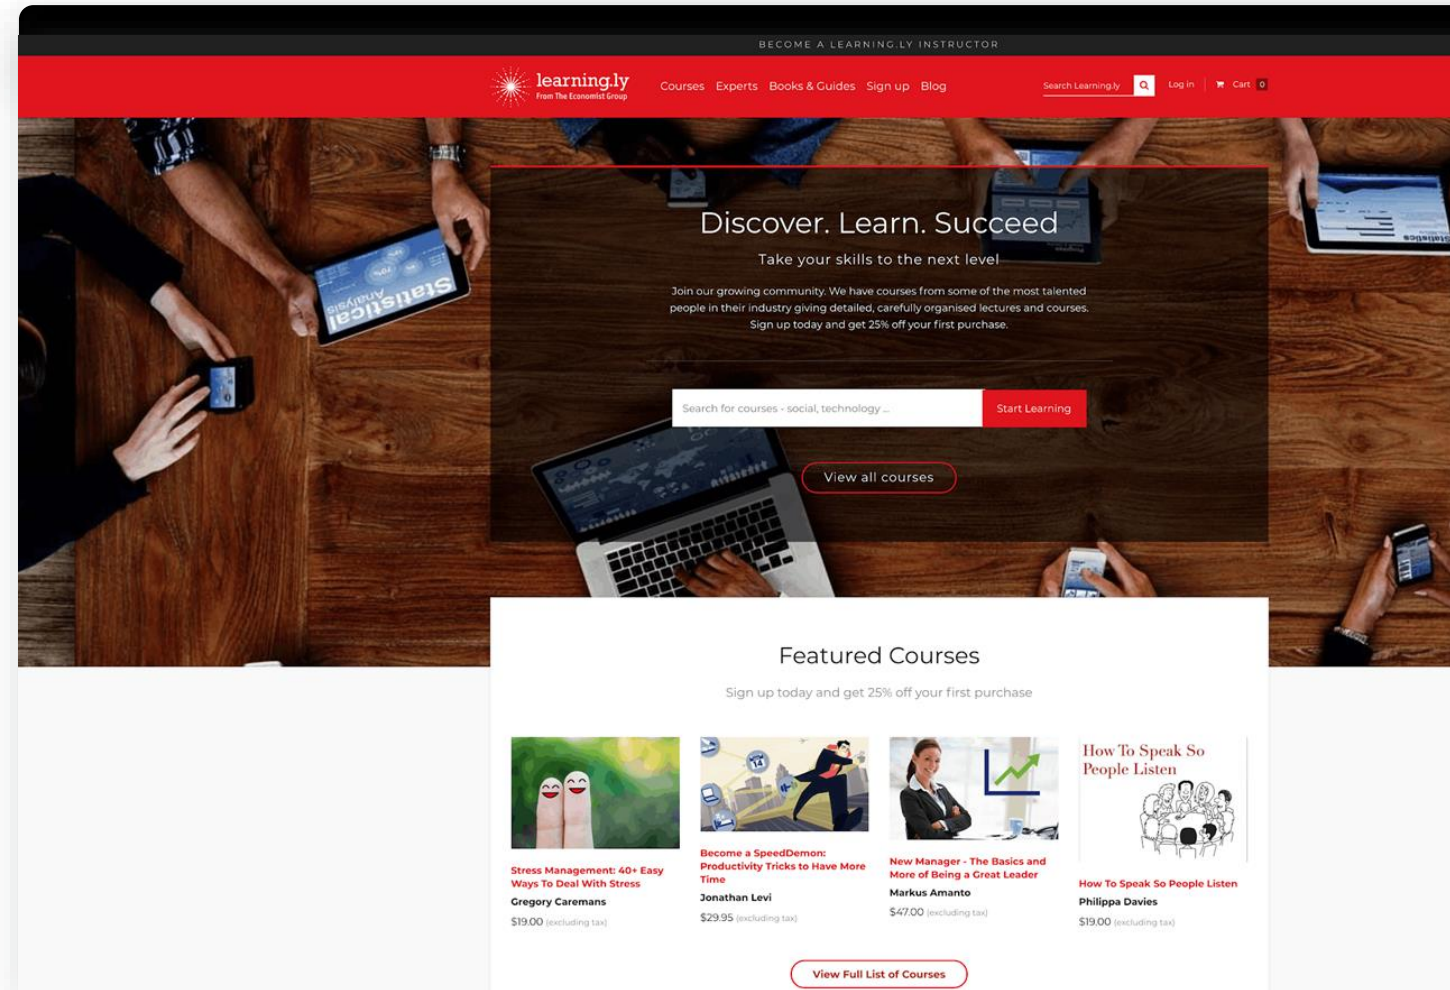 BECOME A LEARNING.LY INSTRUCTOR
learning.ly
From The Economist Group
Courses Experts Books & Guides Sign up Blog
Search Learning.ly
Log in
Cart 0
Discover. Learn. Succeed
Take your skills to the next level
Join our growing community. We have courses from some of the most talented
people in their industry giving detailed, carefully organised lectures and courses.
Sign up today and get 25% off your first purchase.
Statistical
Analysis
Statistics
Search for courses - social, technology ...
Start Learning
View all courses
Featured Courses
Sign up today and get 25% off your first purchase
How To Speak So
People Listen
Stress Management: 40+ Easy
Ways To Deal With Stress
Gregory Caremans
$19.00 (excluding tax)
14
Become a SpeedDemon:
Productivity Tricks to Have More
Time
Jonathan Levi
$29.95 (excluding tax)
New Manager - The Basics and
More of Being a Great Leader
Markus Amanto
$47.00 (excluding tax)
How To Speak So People Listen
Philippa Davies
$19.00 (excluding tax)
View Full List of Courses